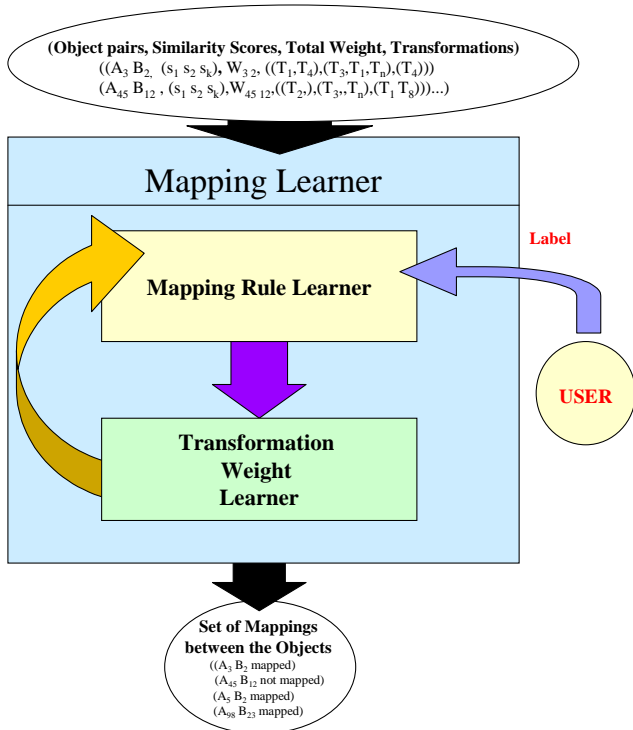 (Object pairs, Similarity Scores, Total Weight, Transformations)
((A3 B2, (s1 s2 sk), W3 2, ((T1,T4),(T3,T1,Tn),(T4)))
(A45 B12 , (s1 s2 sk),W45 12,((T2,),(T3,,Tn),(T1 T8)))...)
Mapping Learner
Label
Mapping Rule Learner
USER
Transformation
Weight
Learner
Set of Mappings
between the Objects
((A3 B2 mapped)
(A45 B12 not mapped)
(A5 B2 mapped)
(A98 B23 mapped)